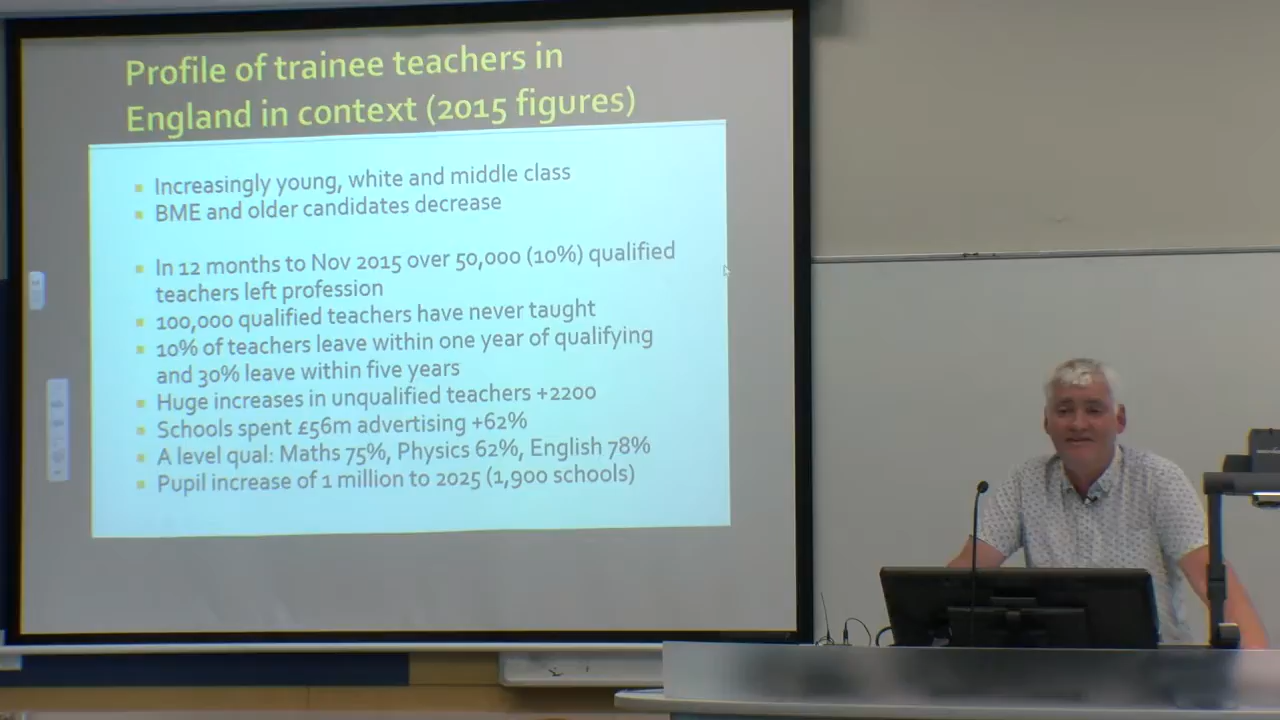 Profile of trainee teachers in
England in context (2015 figures)
Increasingly young, white and middle class
BME and older candidates decrease
In 12 months to Nov 2015 over 50,000 (10%) qualified
teachers left profession
100,000 qualified teachers have never taught
10% of teachers leave within one year of qualifying
and 30% leave within five years
Huge increases in unqualified teachers +2200
Schools spent £56m advertising +62%
A level qual: Maths 75%, Physics 62%, English 78%
Pupil increase of 1 million to 2025 (1,900 schools)